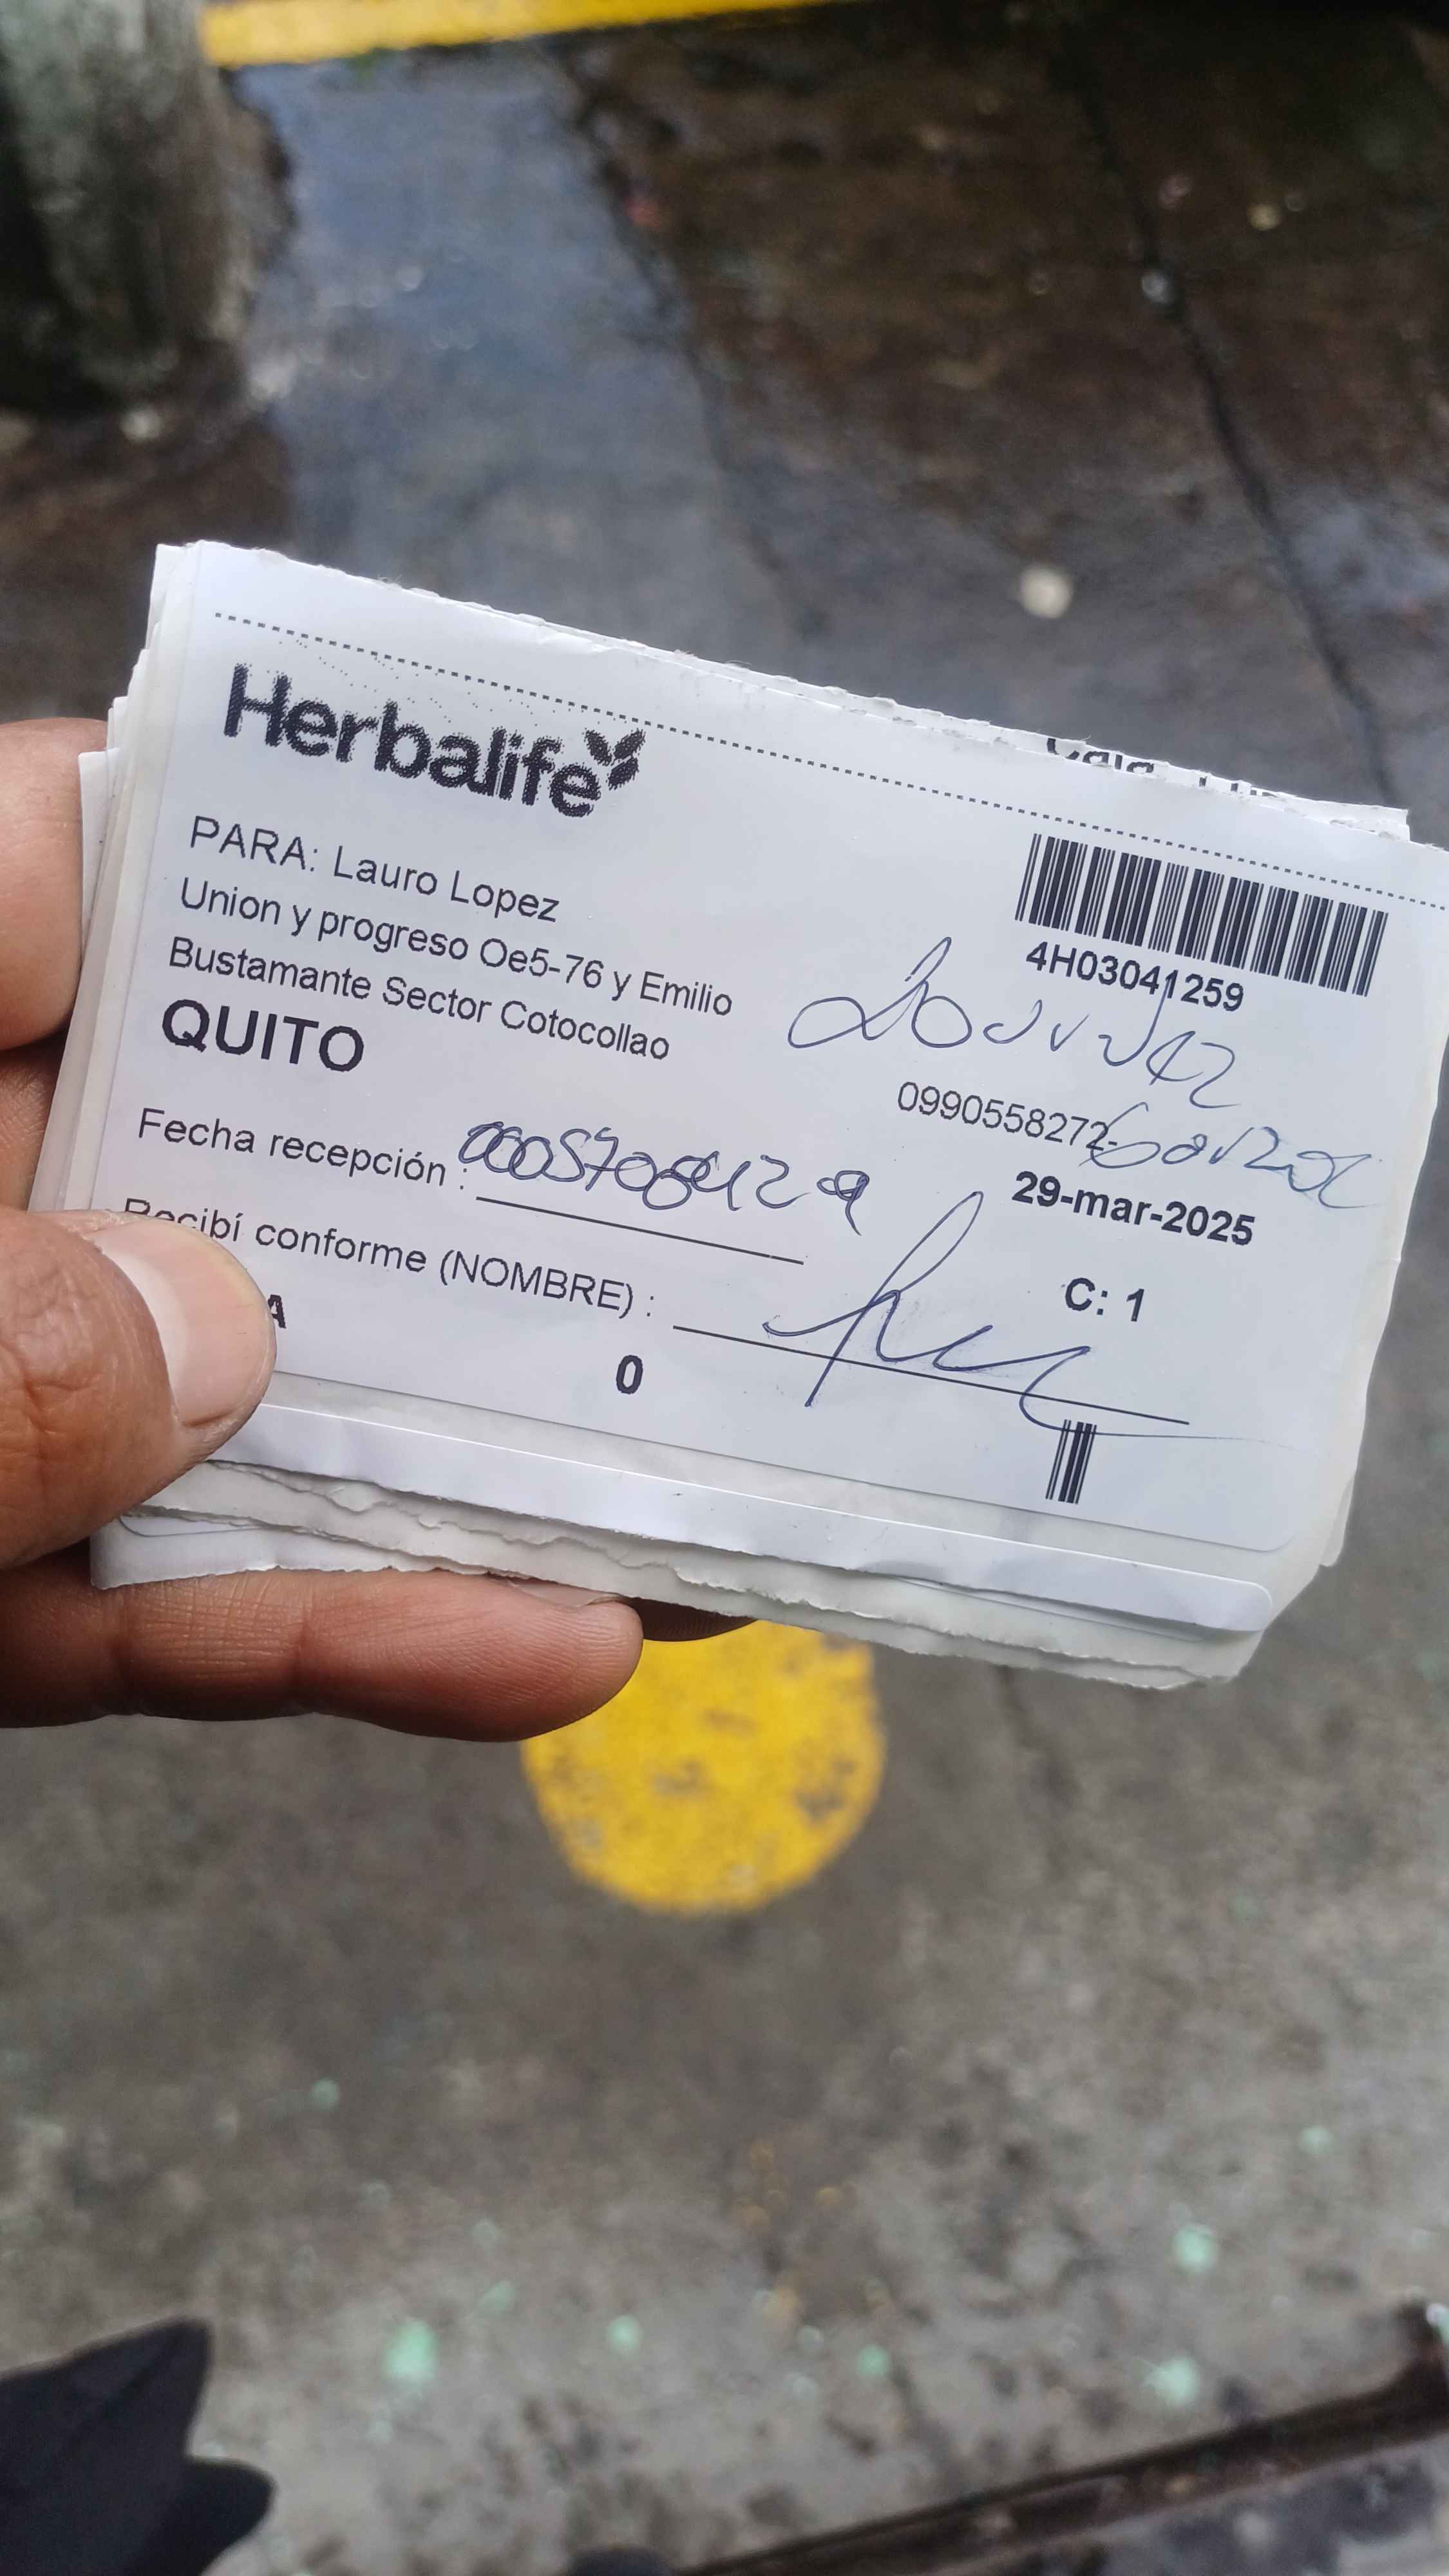 Herbalife
PARA: Lauro Lopez
Union y progreso Oe5-76 y Emilio
Bustamante Sector Cotocollao
QUITO
4H03041259
0990558272-
29-mar-2025
Fecha recepción :
Recibí conforme (NOMBRE) :
C: 1
A
0